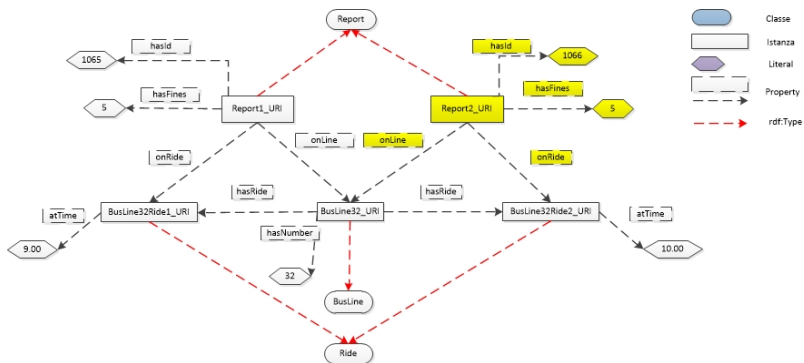 Report
Classe
hasId
hasId
1065
1066
Istanza
Literal
hasFines
hasFines
5
Report1_URI
Report2_URI
5
Property
rdf:Type
onLine
onLine
onRide
onRide
hasRide
hasRide
atTime
BusLine32Ride1_URI
BusLine32_URI
BusLine32Ride2_URI
atTime
hasNumber
9.00
10.00
32
BusLine
Ride